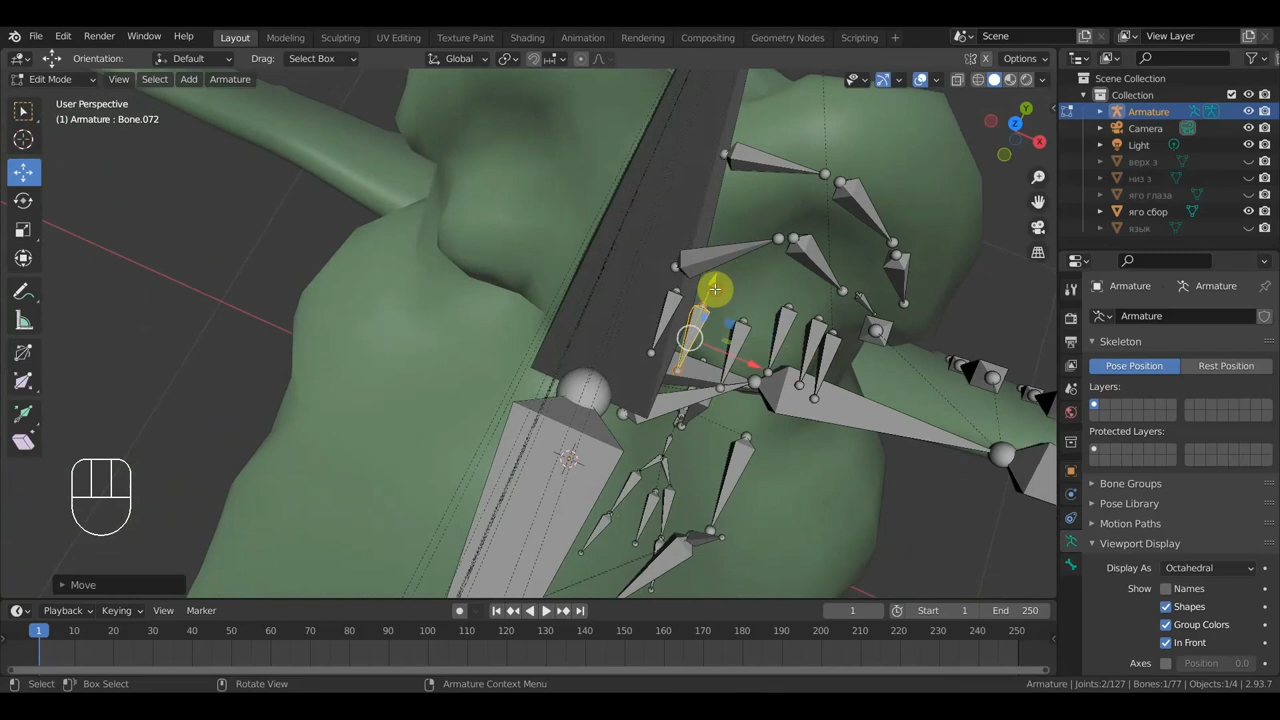 File Edit Render Window Help Layout Modeling Sculpting UV Editing Texture Paint Shading Animation Rendering Compositing Geometry Nodes Scripting + Scene View Layer
Orientation: Default Drag: Select Box Global X Options
Edit Mode View Select Add Armature
User Perspective
(1) Armature : Bone.072
Y
Z
X
Move
Scene Collection
Collection
Armature
Camera
Light
верх з
низ з
яго глаза
яго сбор
язык
Armature Armature
Armature
Skeleton
Pose Position Rest Position
Layers:
Protected Layers:
Bone Groups
Pose Library
Motion Paths
Viewport Display
Display As Octahedral
Show Names
Shapes
Group Colors
In Front
Axes Position 0.0
Playback Keying View Marker 1 Start 1 End 250
1 10 20 30 40 50 60 70 80 90 100 110 120 130 140 150 160 170 180 190 200 210 220 230 240 250
Select Box Select Rotate View Armature Context Menu Armature | Joints:2/127 | Bones:1/77 | Objects:1/4 | 2.93.7